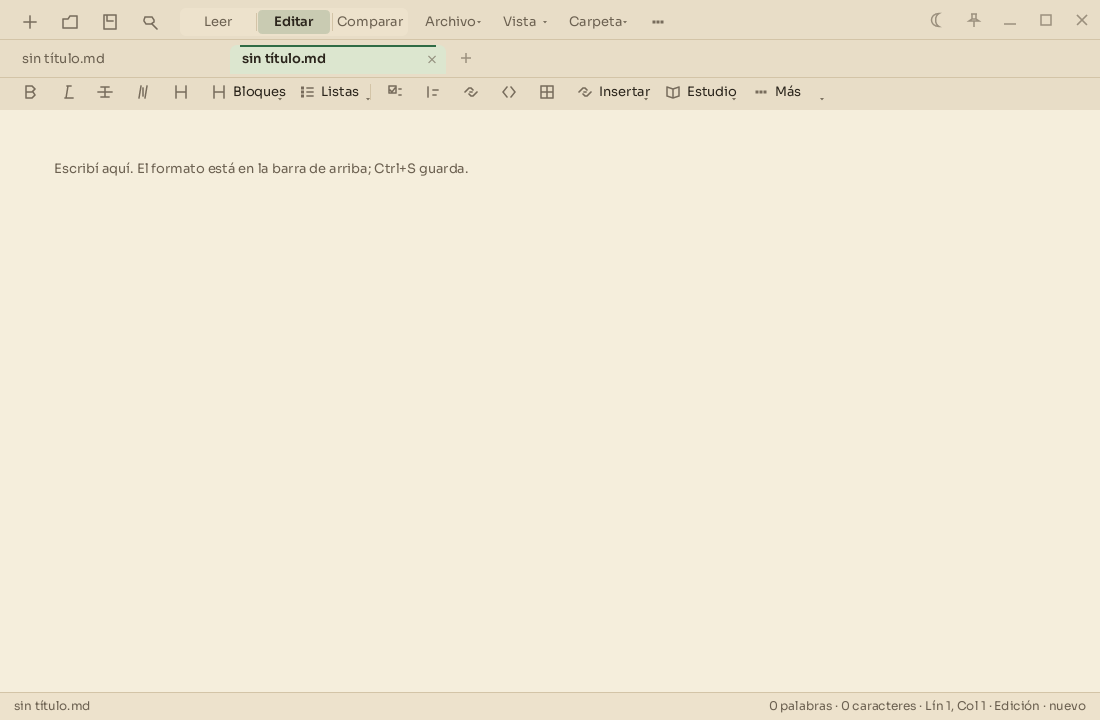 Leer Editar Comparar Archivo Vista Carpeta
sin título.md sin título.md
Bloques Listas Insertar Estudio Más
Escribí aquí. El formato está en la barra de arriba; Ctrl+S guarda.
sin título.md 0 palabras · 0 caracteres · Lín 1, Col 1 · Edición · nuevo